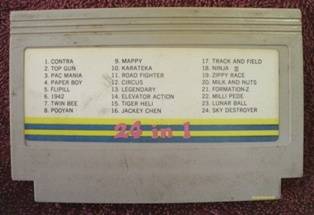 1. CONTRA
2. TOP GUN
3. PAC MANIA
4. PAPER BOY
5. FLIPILL
6. 1942
7. TWIN BEE
8. POOYAN
9. MAPPY
10. KARATEKA
11. ROAD FIGHTER
12. CIRCUS
13. LEGENDARY
14. ELEVATOR ACTION
15. TIGER HELI
16. JACKEY CHEN
17. TRACK AND FIELD
18. NINJA II
19. ZIPPY RACE
20. MILK AND NUTS
21. FORMATION-Z
22. MILLI PEDE
23. LUNAR BALL
24. SKY DESTROYER
24 in 1